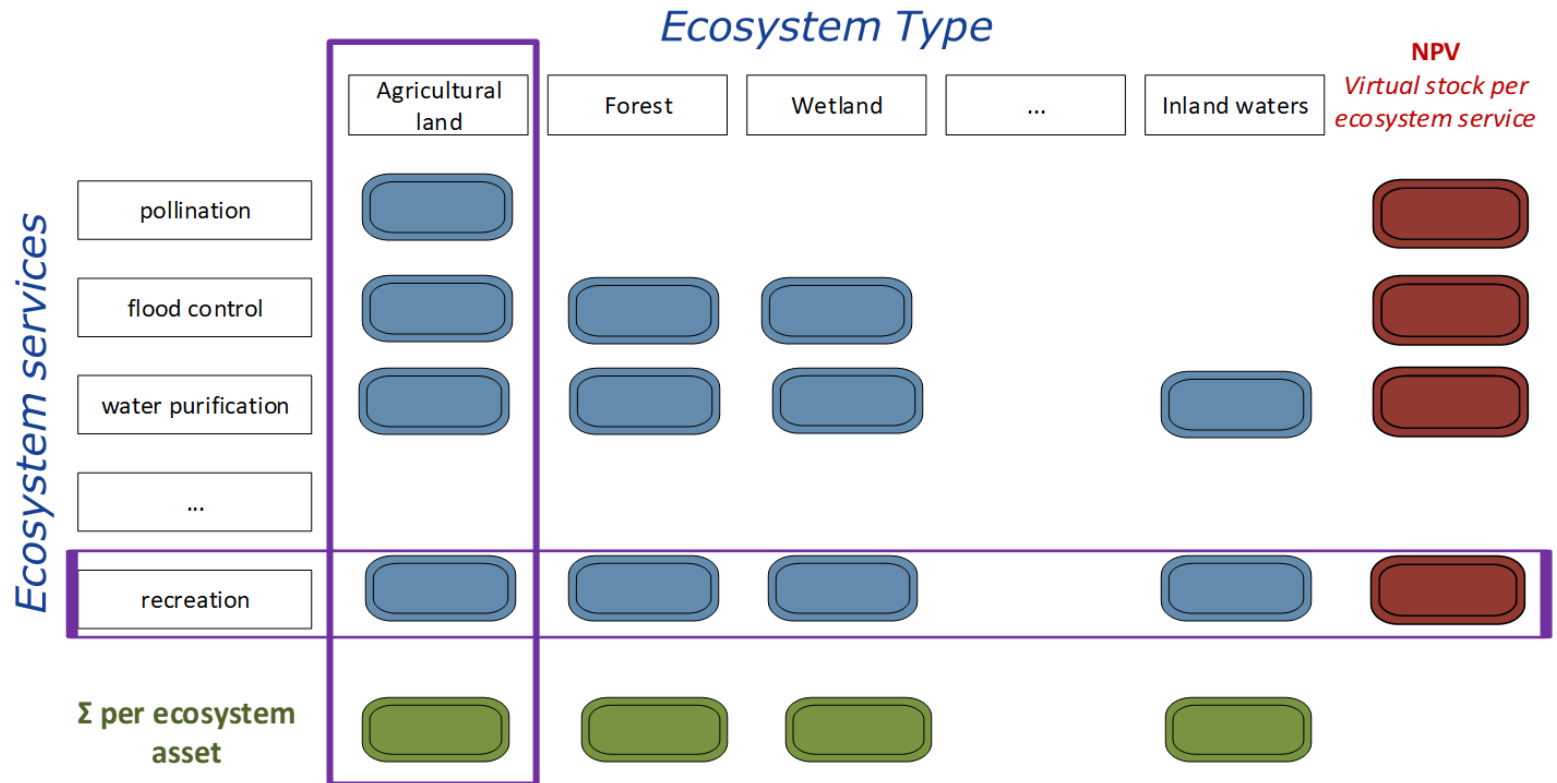 Ecosystem Type
NPV
Virtual stock per
ecosystem service
Agricultural
land
Forest
Wetland
...
Inland waters
Ecosystem services
pollination
flood control
water purification
...
recreation
Σ per ecosystem
asset